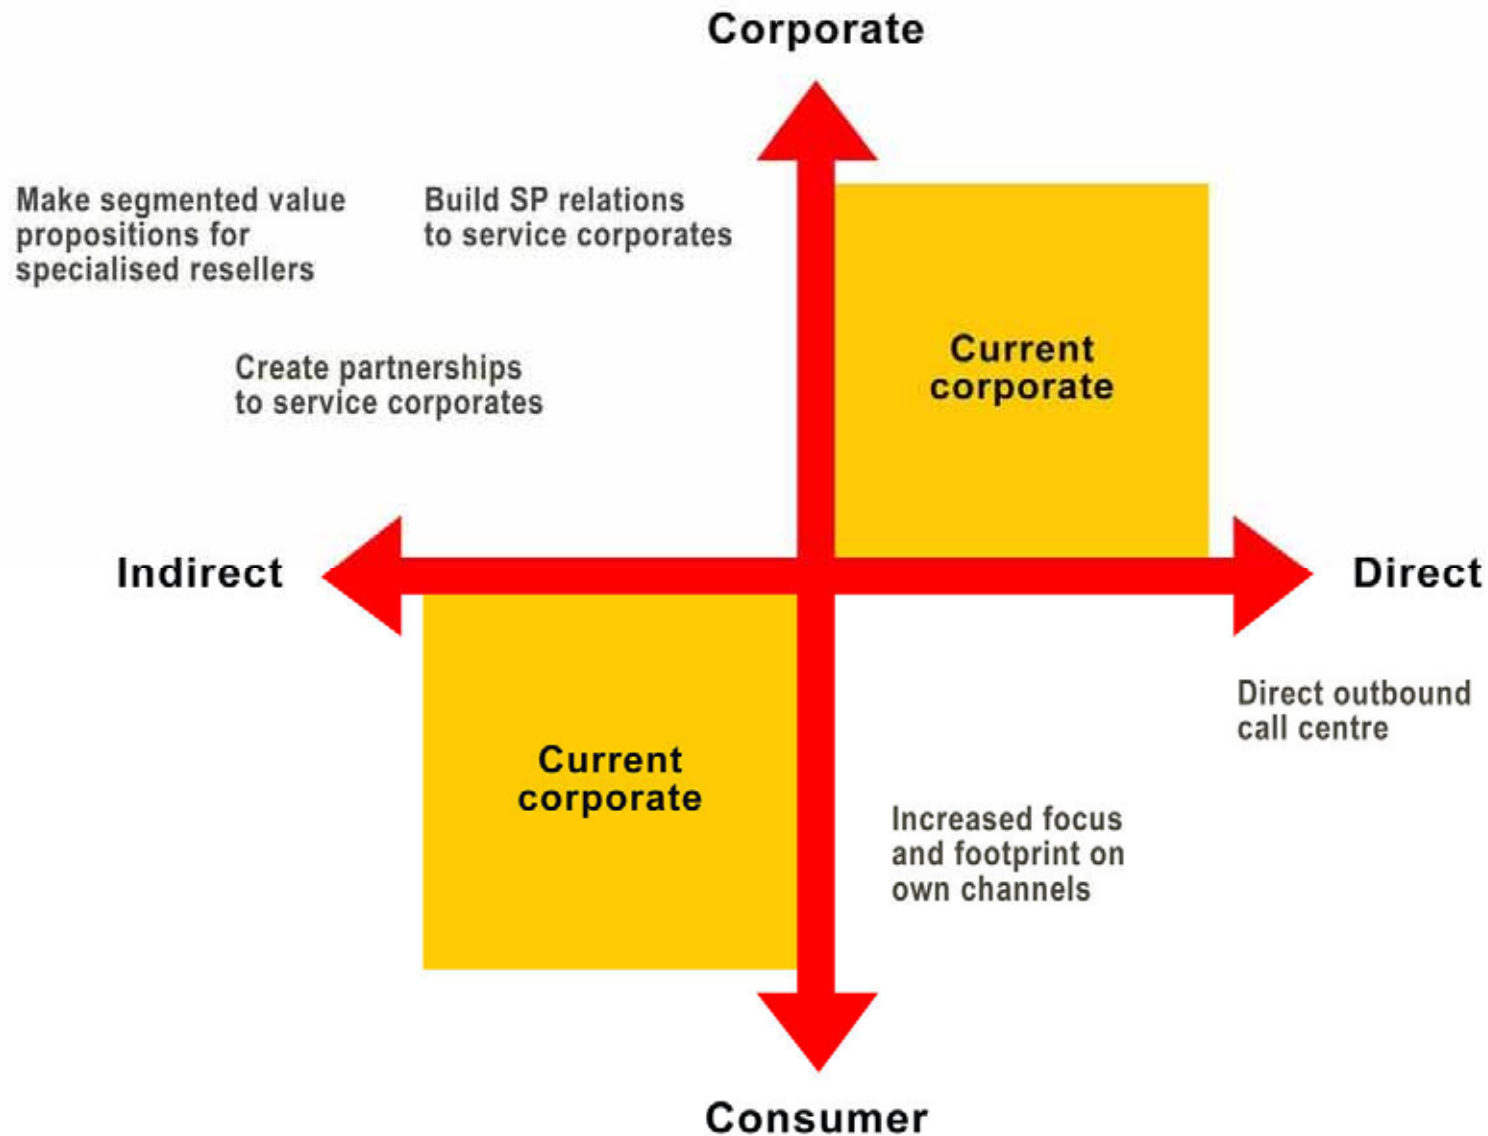 Corporate
Make segmented value
propositions for
specialised resellers
Build SP relations
to service corporates
Create partnerships
to service corporates
Current
corporate
Indirect
Direct
Current
corporate
Direct outbound
call centre
Increased focus
and footprint on
own channels
Consumer